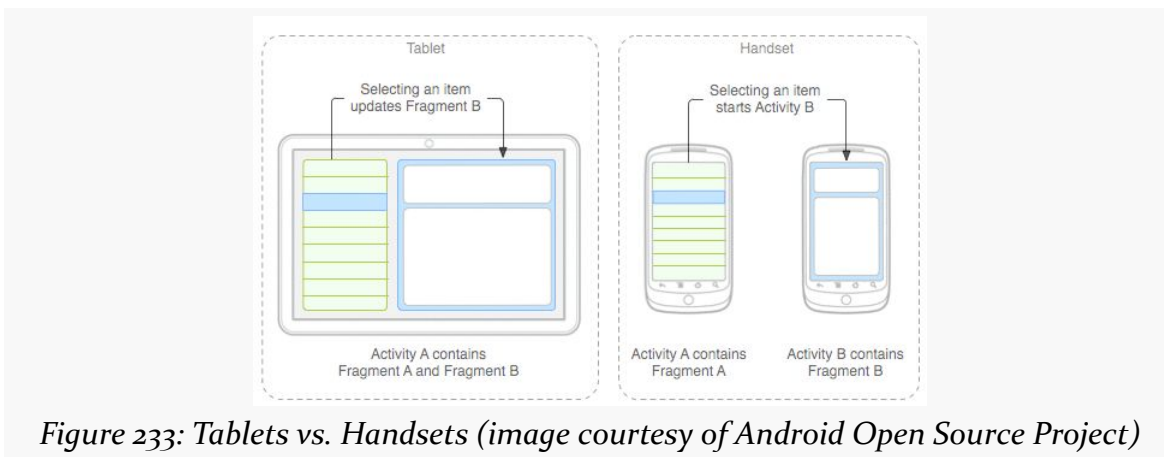 Tablet
Selecting an item
updates Fragment B
Activity A contains
Fragment A and Fragment B
Handset
Selecting an item
starts Activity B
Activity A contains
Fragment A
Activity B contains
Fragment B
Figure 233: Tablets vs. Handsets (image courtesy of Android Open Source Project)